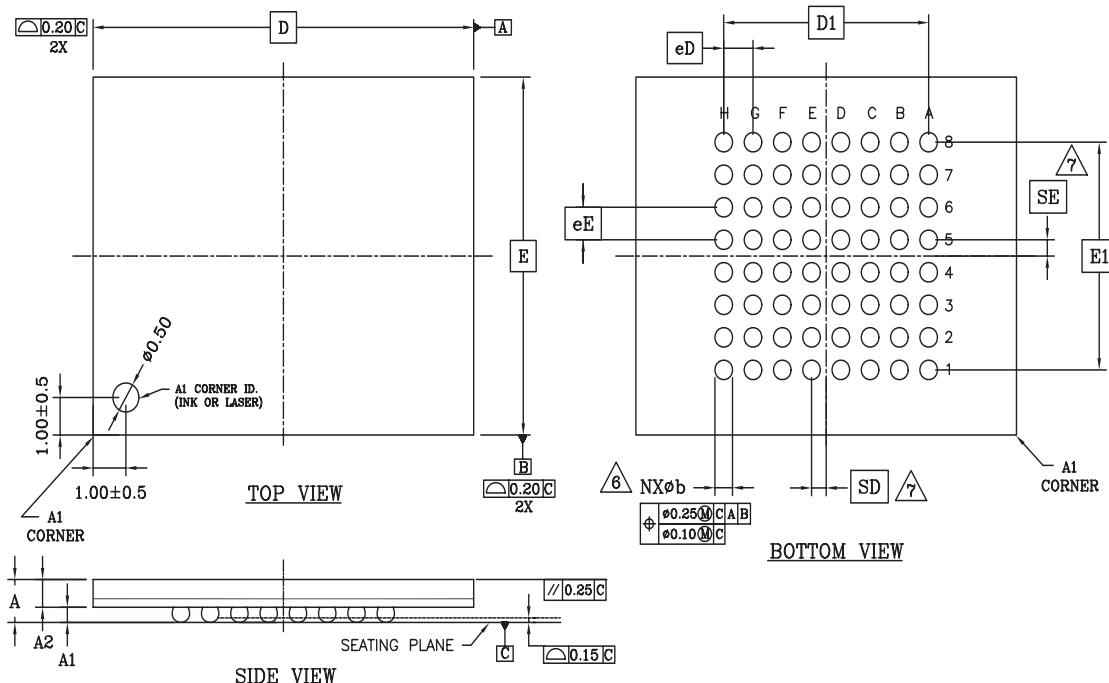 ⌓ 0.20 C
2X
D
A
E
Ø0.50
A1 CORNER ID.
(INK OR LASER)
1.00±0.5
1.00±0.5
A1
CORNER
TOP VIEW
B
⌓ 0.20 C
2X
D1
eD
H G F E D C B A
8
7
6
5
4
3
2
1
7
SE
eE
E1
6 NXØb
⌖ Ø0.25 Ⓜ C A B
Ø0.10 Ⓜ C
SD 7
A1
CORNER
BOTTOM VIEW
A
A2
A1
// 0.25 C
SEATING PLANE
C
⌓ 0.15 C
SIDE VIEW